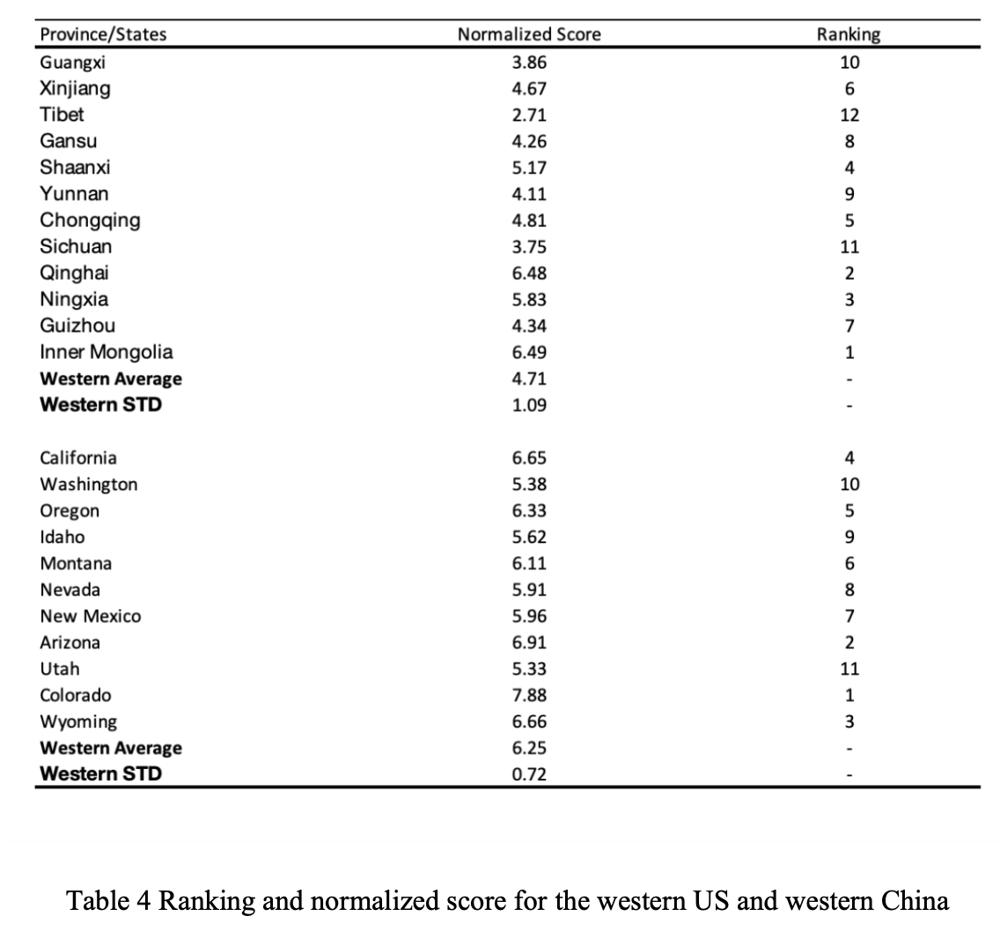 Province/States Normalized Score Ranking
Guangxi 3.86 10
Xinjiang 4.67 6
Tibet 2.71 12
Gansu 4.26 8
Shaanxi 5.17 4
Yunnan 4.11 9
Chongqing 4.81 5
Sichuan 3.75 11
Qinghai 6.48 2
Ningxia 5.83 3
Guizhou 4.34 7
Inner Mongolia 6.49 1
Western Average 4.71 -
Western STD 1.09 -
California 6.65 4
Washington 5.38 10
Oregon 6.33 5
Idaho 5.62 9
Montana 6.11 6
Nevada 5.91 8
New Mexico 5.96 7
Arizona 6.91 2
Utah 5.33 11
Colorado 7.88 1
Wyoming 6.66 3
Western Average 6.25 -
Western STD 0.72 -
Table 4 Ranking and normalized score for the western US and western China